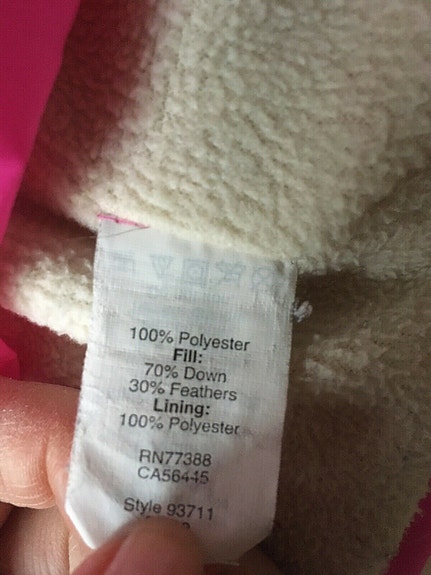 100% Polyester
Fill:
70% Down
30% Feathers
Lining:
100% Polyester
RN77388
CA56445
Style 93711